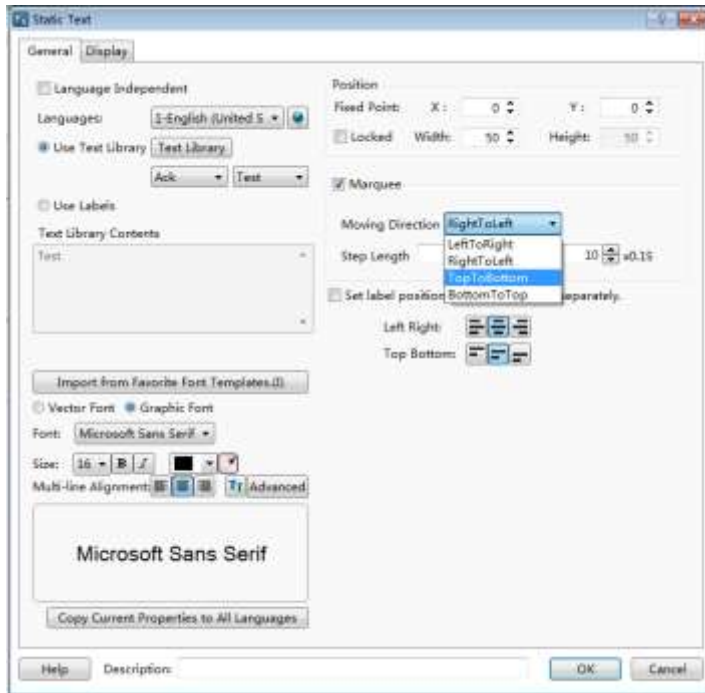 Static Text
General Display
Language Independent
Languages: 1-English (United S
Use Text Library Text Library
Ack Test
Use Labels
Text Library Contents
Test
Import from Favorite Font Templates.(I)
Vector Font Graphic Font
Font: Microsoft Sans Serif
Size: 16 B I
Multi-line Alignment: Advanced
Microsoft Sans Serif
Copy Current Properties to All Languages
Position
Fixed Point: X : 0 Y : 0
Locked Width: 50 Height: 50
Marquee
Moving Direction RightToLeft
LeftToRight
RightToLeft
TopToBottom
BottomToTop
Step Length 10 x0.1S
Set label position eparately.
Left Right:
Top Bottom:
Help Description: OK Cancel